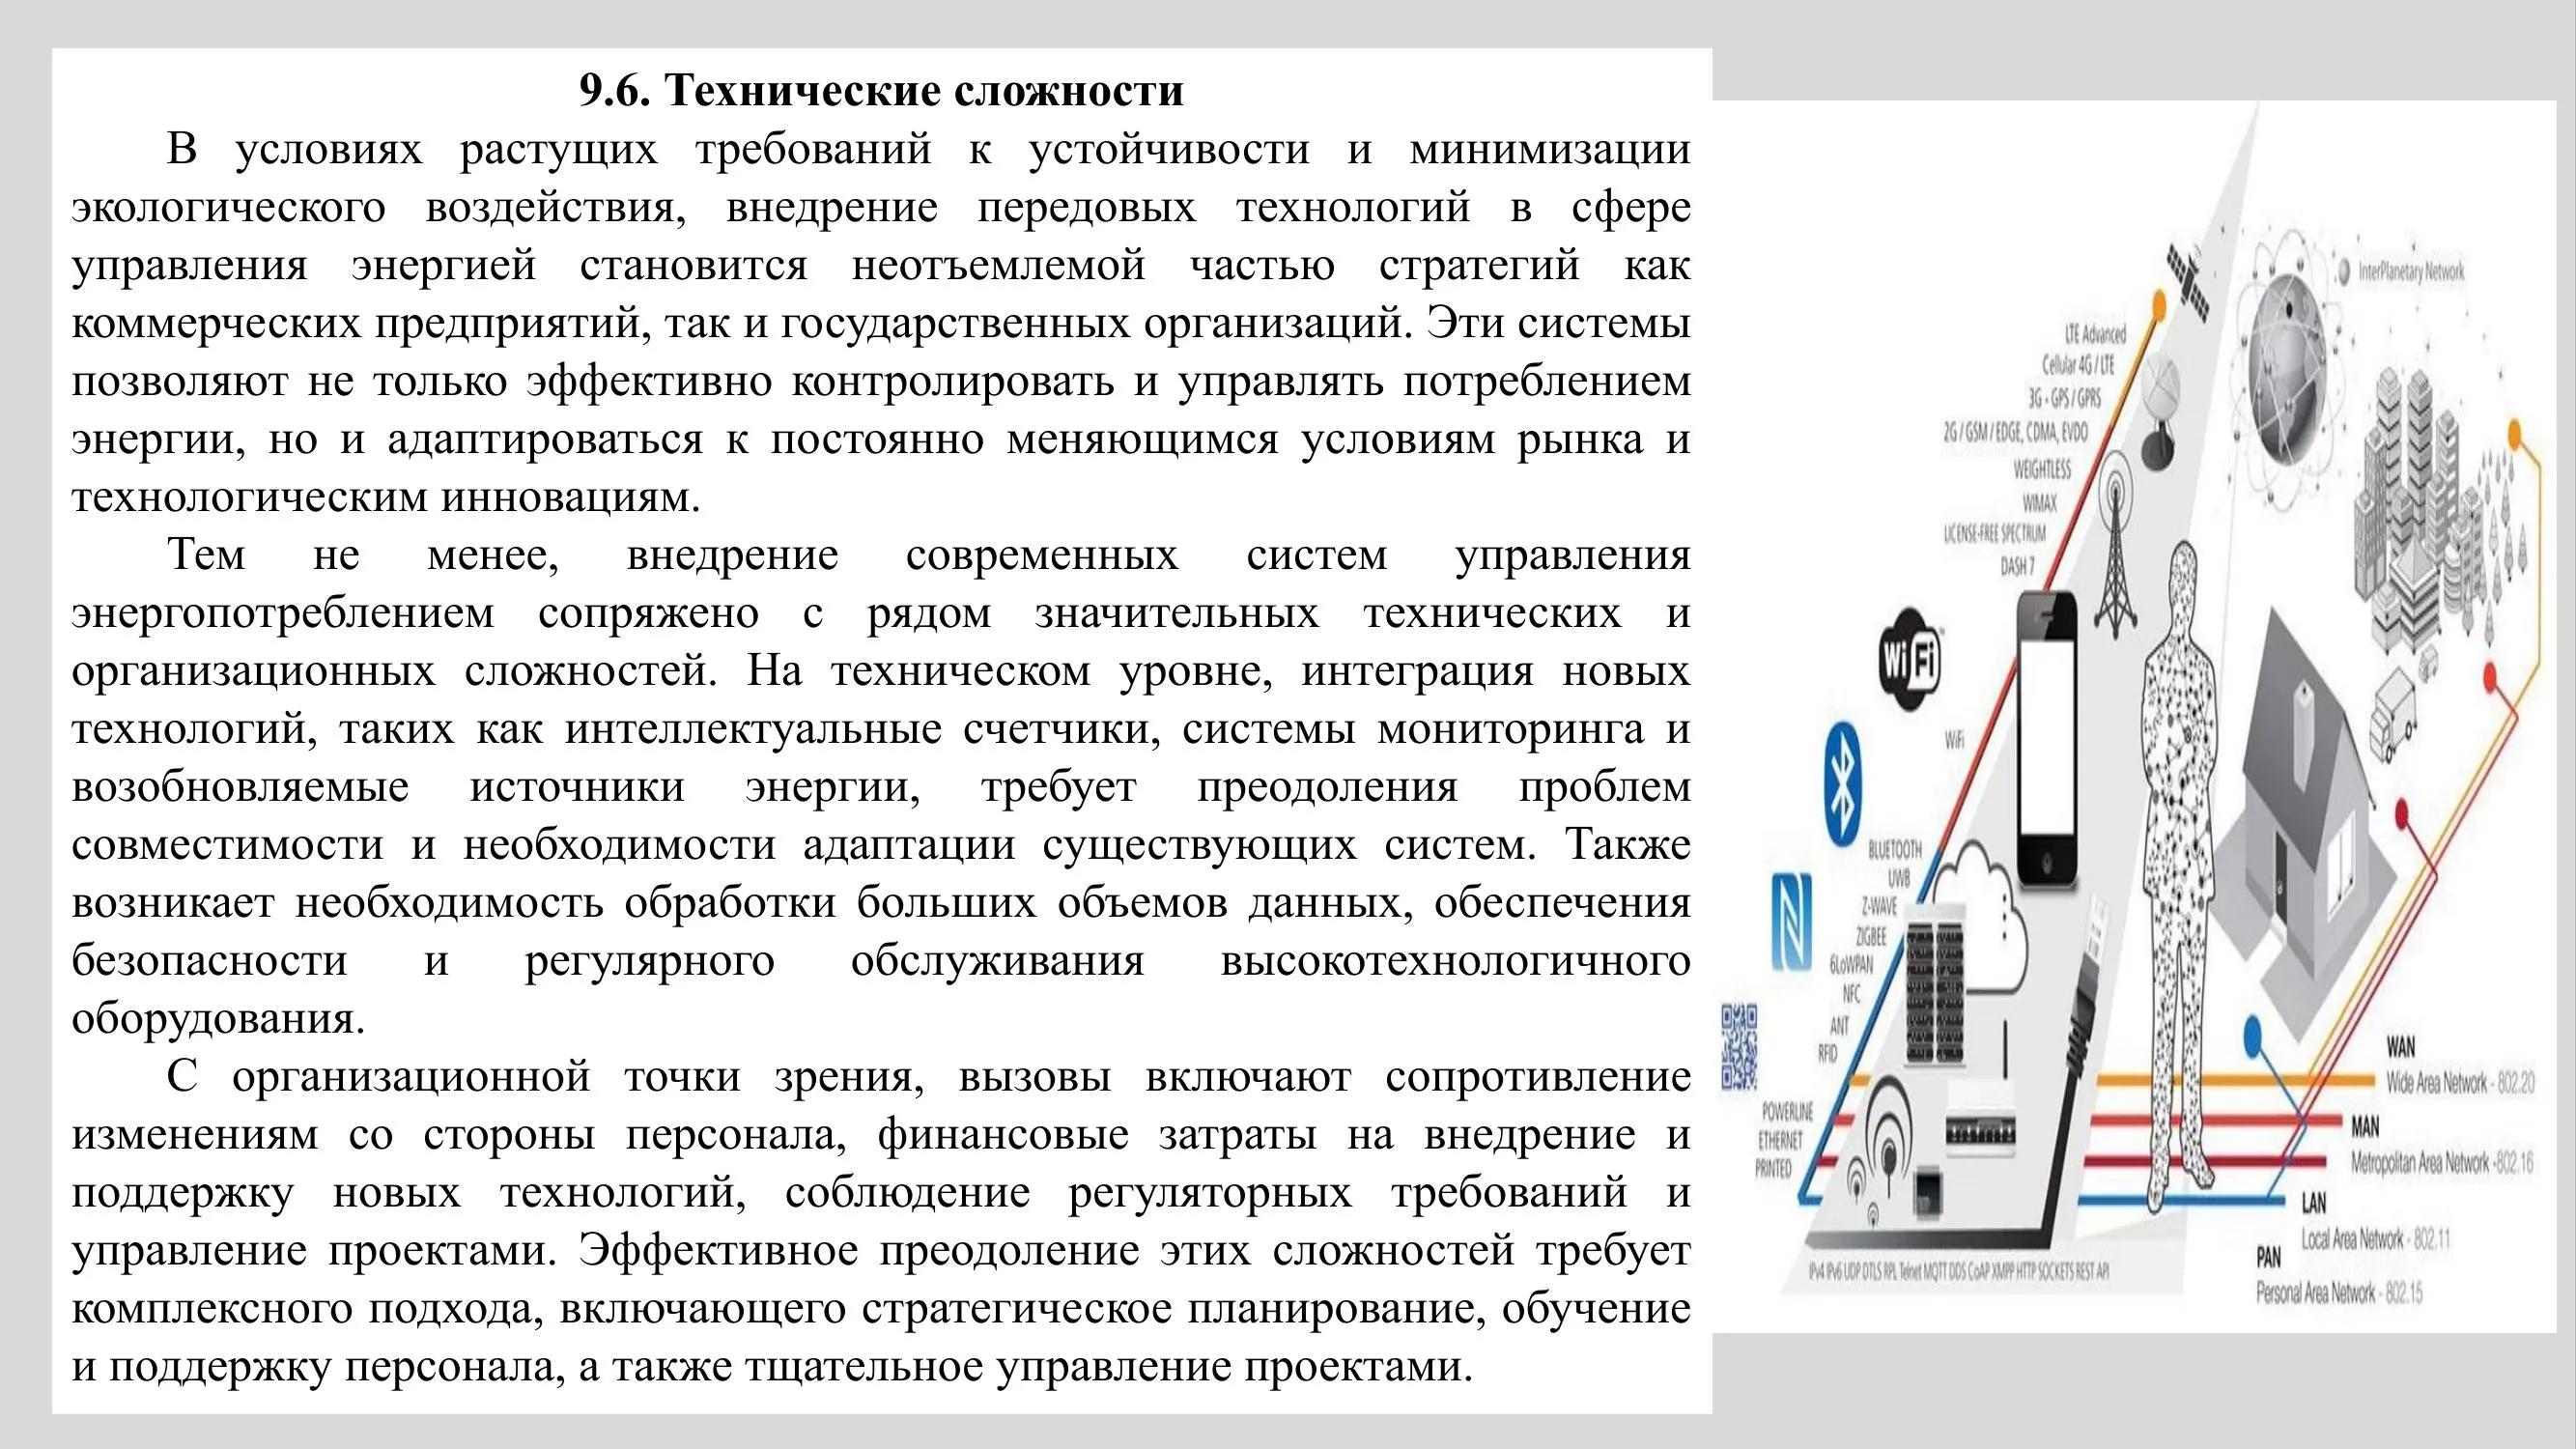 9.6. Технические сложности
В условиях растущих требований к устойчивости и минимизации
экологического воздействия, внедрение передовых технологий в сфере
управления энергией становится неотъемлемой частью стратегий как
коммерческих предприятий, так и государственных организаций. Эти системы
позволяют не только эффективно контролировать и управлять потреблением
энергии, но и адаптироваться к постоянно меняющимся условиям рынка и
технологическим инновациям.
Тем не менее, внедрение современных систем управления
энергопотреблением сопряжено с рядом значительных технических и
организационных сложностей. На техническом уровне, интеграция новых
технологий, таких как интеллектуальные счетчики, системы мониторинга и
возобновляемые источники энергии, требует преодоления проблем
совместимости и необходимости адаптации существующих систем. Также
возникает необходимость обработки больших объемов данных, обеспечения
безопасности и регулярного обслуживания высокотехнологичного
оборудования.
С организационной точки зрения, вызовы включают сопротивление
изменениям со стороны персонала, финансовые затраты на внедрение и
поддержку новых технологий, соблюдение регуляторных требований и
управление проектами. Эффективное преодоление этих сложностей требует
комплексного подхода, включающего стратегическое планирование, обучение
и поддержку персонала, а также тщательное управление проектами.
InterPlanetary Network
LTE Advanced
Cellular 4G / LTE
3G - GPS / GPRS
2G / GSM / EDGE, CDMA, EVDO
WEIGHTLESS
WIMAX
LICENSE-FREE SPECTRUM
DASH 7
Wi Fi
WiFi
BLUETOOTH
UWB
Z-WAVE
ZIGBEE
6LoWPAN
NFC
ANT
RFID
POWERLINE
ETHERNET
PRINTED
WAN
Wide Area Network - 802.20
MAN
Metropolitan Area Network -802.16
LAN
Local Area Network - 802.11
PAN
Personal Area Network - 802.15
IPv4 IPv6 UDP DTLS RPL Telnet MQTT DDS CoAP XMPP HTTP SOCKETS REST API